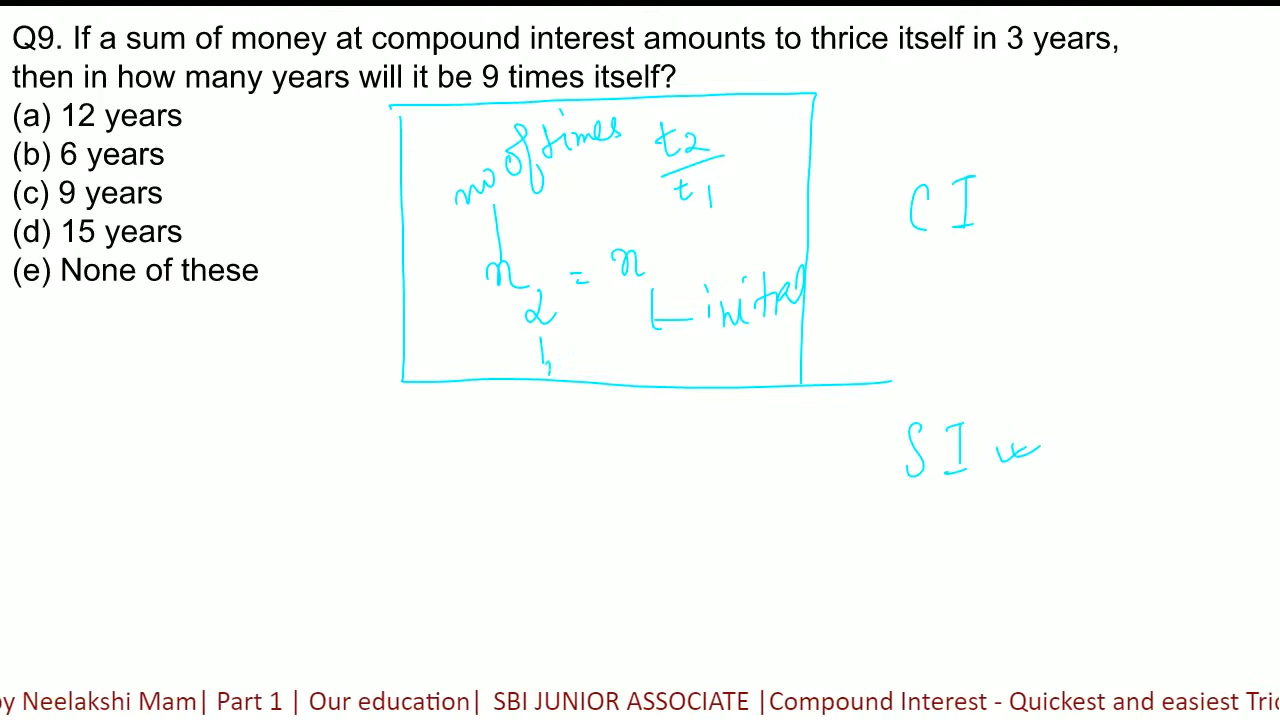 Q9. If a sum of money at compound interest amounts to thrice itself in 3 years,
then in how many years will it be 9 times itself?
(a) 12 years
(b) 6 years
(c) 9 years
(d) 15 years
(e) None of these
no of times
t2
t1
n2 = n
initial
CI
SI
by Neelakshi Mam| Part 1 | Our education| SBI JUNIOR ASSOCIATE |Compound Interest - Quickest and easiest Tric